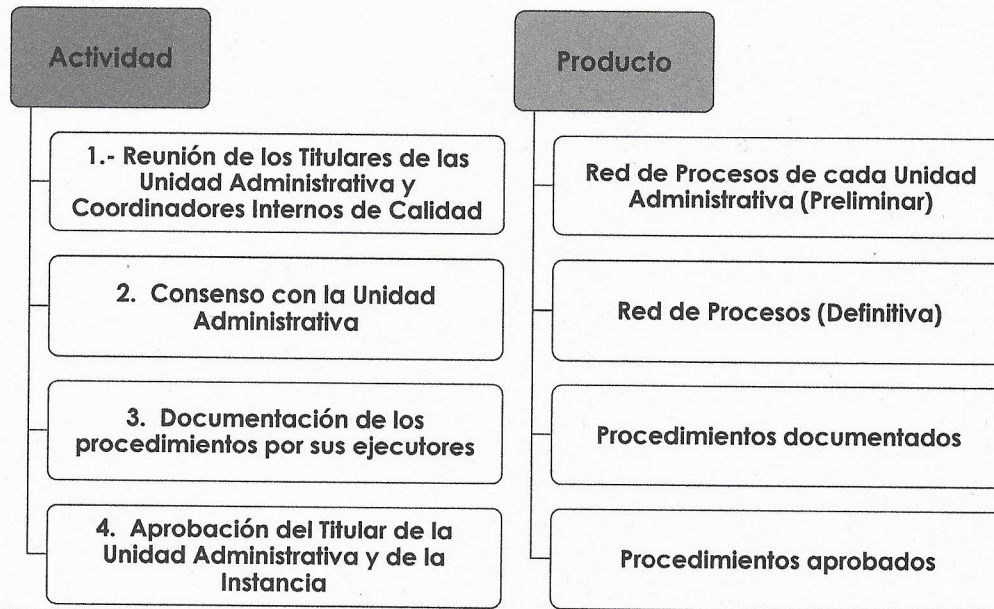 Actividad
1.- Reunión de los Titulares de las
Unidad Administrativa y
Coordinadores Internos de Calidad
2. Consenso con la Unidad
Administrativa
3. Documentación de los
procedimientos por sus ejecutores
4. Aprobación del Titular de la
Unidad Administrativa y de la
Instancia
Producto
Red de Procesos de cada Unidad
Administrativa (Preliminar)
Red de Procesos (Definitiva)
Procedimientos documentados
Procedimientos aprobados